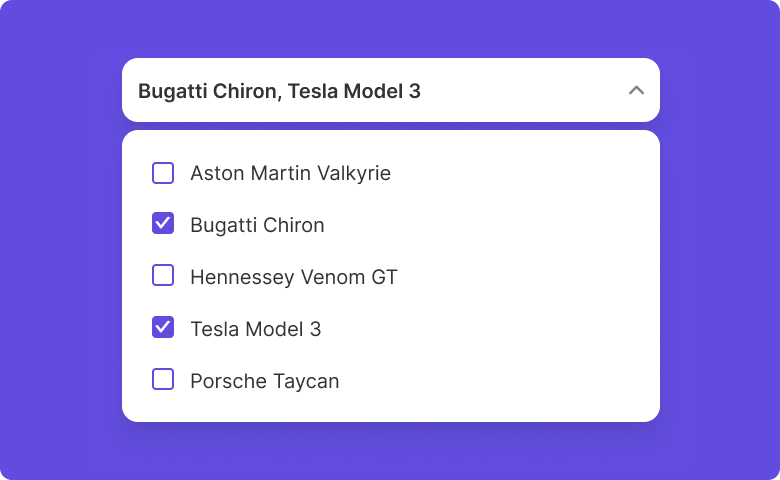 Bugatti Chiron, Tesla Model 3
Aston Martin Valkyrie
Bugatti Chiron
Hennessey Venom GT
Tesla Model 3
Porsche Taycan